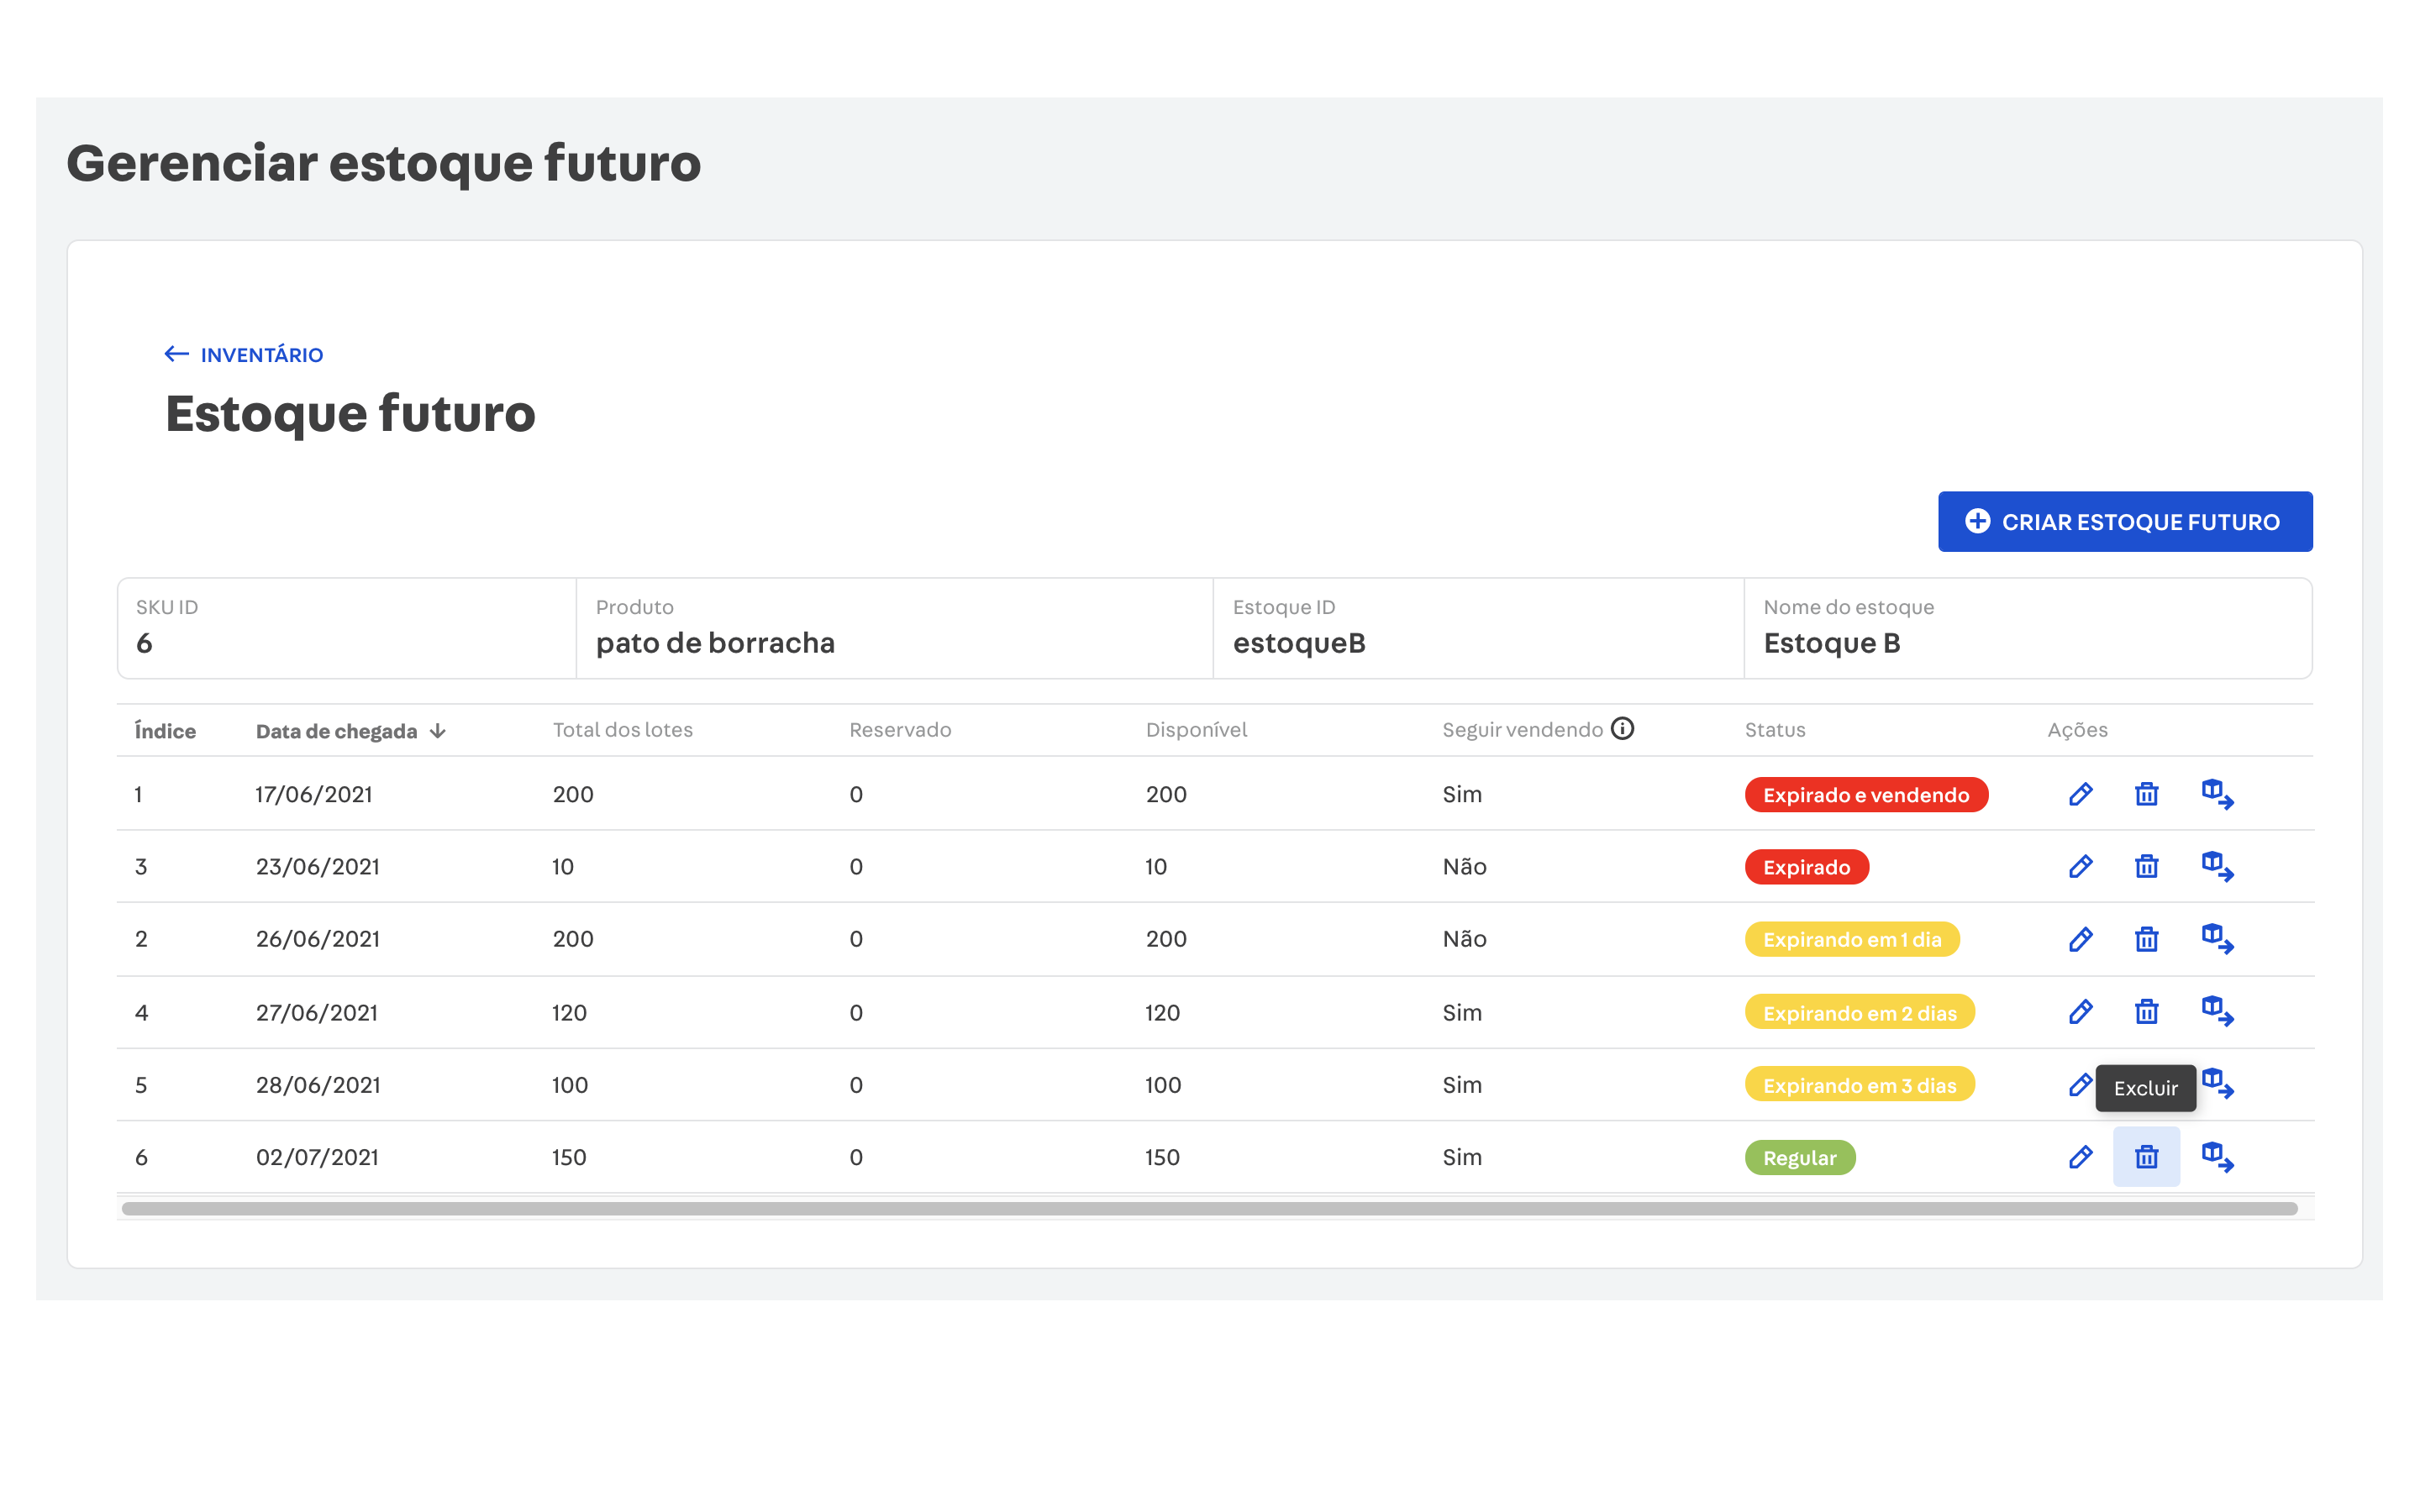 Gerenciar estoque futuro
INVENTÁRIO
Estoque futuro
CRIAR ESTOQUE FUTURO
SKU ID Produto Estoque ID Nome do estoque
6 pato de borracha estoqueB Estoque B
Índice Data de chegada Total dos lotes Reservado Disponível Seguir vendendo Status Ações
1 17/06/2021 200 0 200 Sim Expirado e vendendo
3 23/06/2021 10 0 10 Não Expirado
2 26/06/2021 200 0 200 Não Expirando em 1 dia
4 27/06/2021 120 0 120 Sim Expirando em 2 dias
5 28/06/2021 100 0 100 Sim Expirando em 3 dias Excluir
6 02/07/2021 150 0 150 Sim Regular